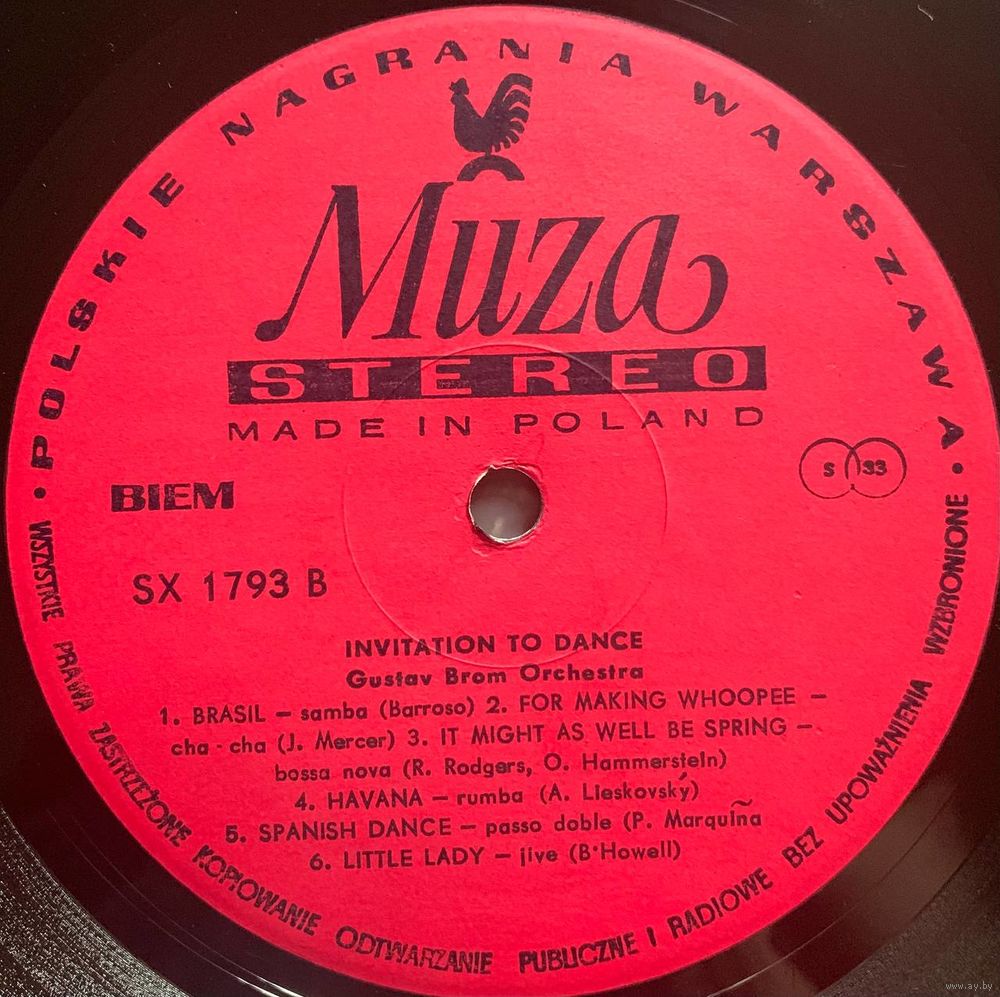 • POLSKIE NAGRANIA WARSZAWA •
Muza
STEREO
MADE IN POLAND
BIEM
S 33
SX 1793 B
INVITATION TO DANCE
Gustav Brom Orchestra
1. BRASIL – samba (Barroso) 2. FOR MAKING WHOOPEE –
cha-cha (J. Mercer) 3. IT MIGHT AS WELL BE SPRING –
bossa nova (R. Rodgers, O. Hammerstein)
4. HAVANA – rumba (A. Lieskovský)
5. SPANISH DANCE – passo doble (P. Marquiña
6. LITTLE LADY – jive (B·Howell)
WSZYSTKIE PRAWA ZASTRZEŻONE KOPIOWANIE ODTWARZANIE PUBLICZNE I RADIOWE BEZ UPOWAŻNIENIA WZBRONIONE
www.ay.by